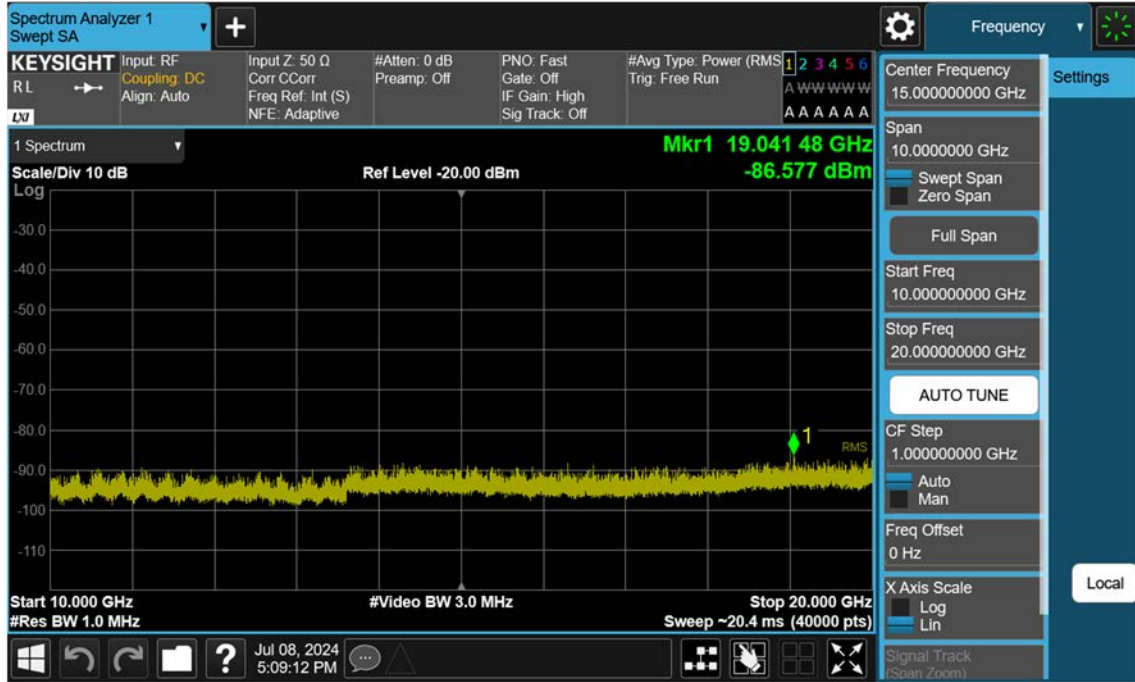 Spectrum Analyzer 1
Swept SA
Frequency
KEYSIGHT
R L
LXI
Input: RF
Coupling: DC
Align: Auto
Input Z: 50 Ω
Corr CCorr
Freq Ref: Int (S)
NFE: Adaptive
#Atten: 0 dB
Preamp: Off
PNO: Fast
Gate: Off
IF Gain: High
Sig Track: Off
#Avg Type: Power (RMS
Trig: Free Run
1 2 3 4 5 6
A W W W W W
A A A A A A
1 Spectrum
Scale/Div 10 dB
Ref Level -20.00 dBm
Mkr1 19.041 48 GHz
-86.577 dBm
Log
-30.0
-40.0
-50.0
-60.0
-70.0
-80.0
-90.0
-100
-110
1
RMS
Start 10.000 GHz
#Res BW 1.0 MHz
#Video BW 3.0 MHz
Stop 20.000 GHz
Sweep ~20.4 ms (40000 pts)
?
Jul 08, 2024
5:09:12 PM
Center Frequency
15.000000000 GHz
Span
10.0000000 GHz
Swept Span
Zero Span
Full Span
Start Freq
10.000000000 GHz
Stop Freq
20.000000000 GHz
AUTO TUNE
CF Step
1.000000000 GHz
Auto
Man
Freq Offset
0 Hz
X Axis Scale
Log
Lin
Signal Track
(Span Zoom)
Settings
Local